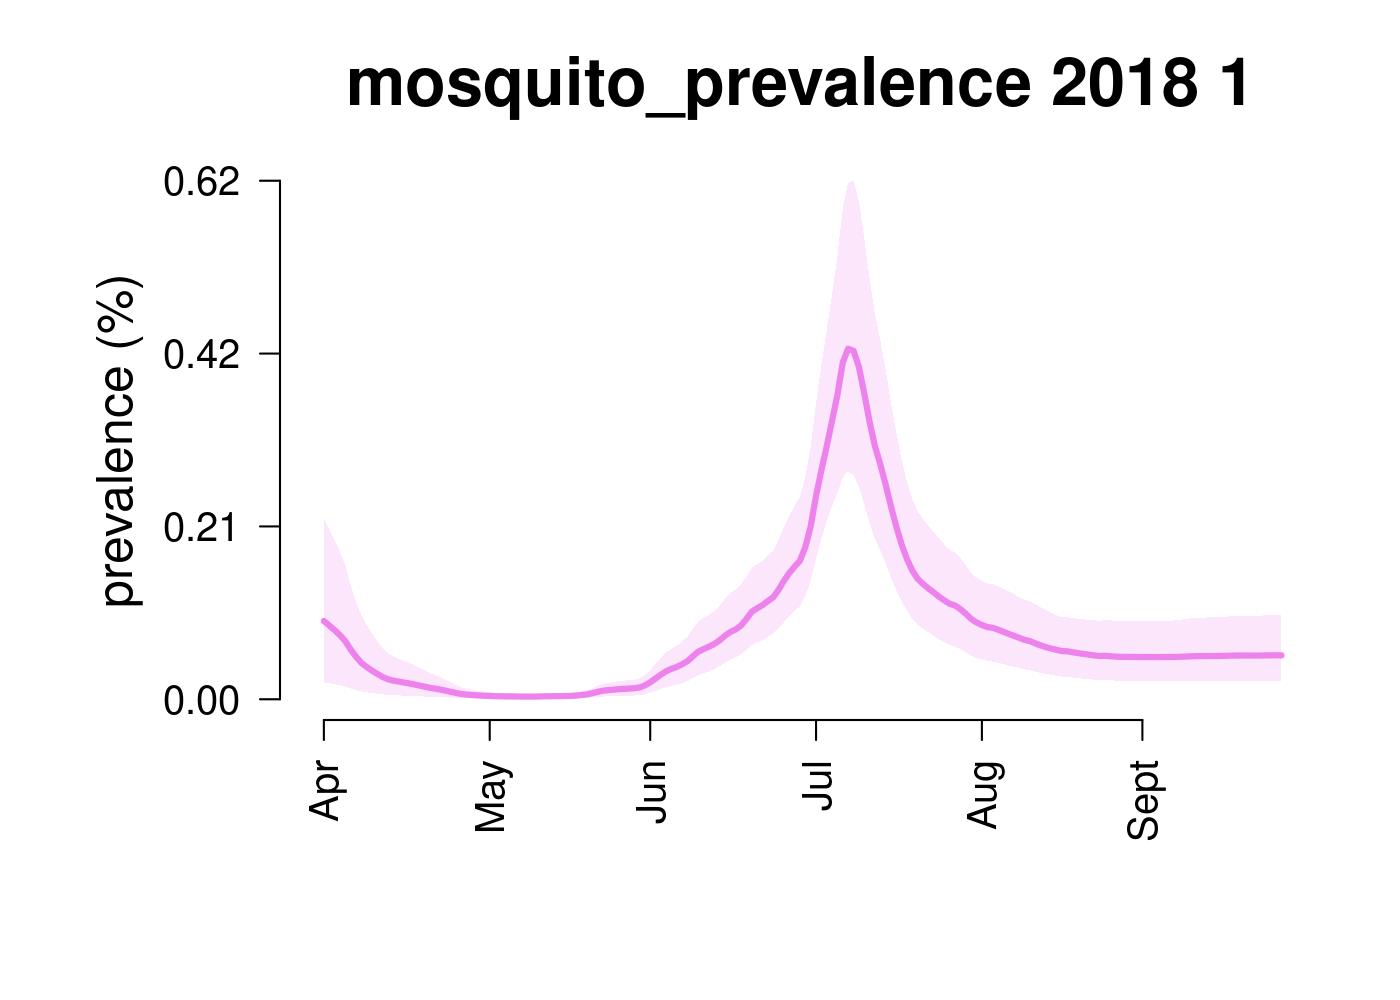 mosquito_prevalence 2018 1
prevalence (%)
0.62
0.42
0.21
0.00
Apr
May
Jun
Jul
Aug
Sept